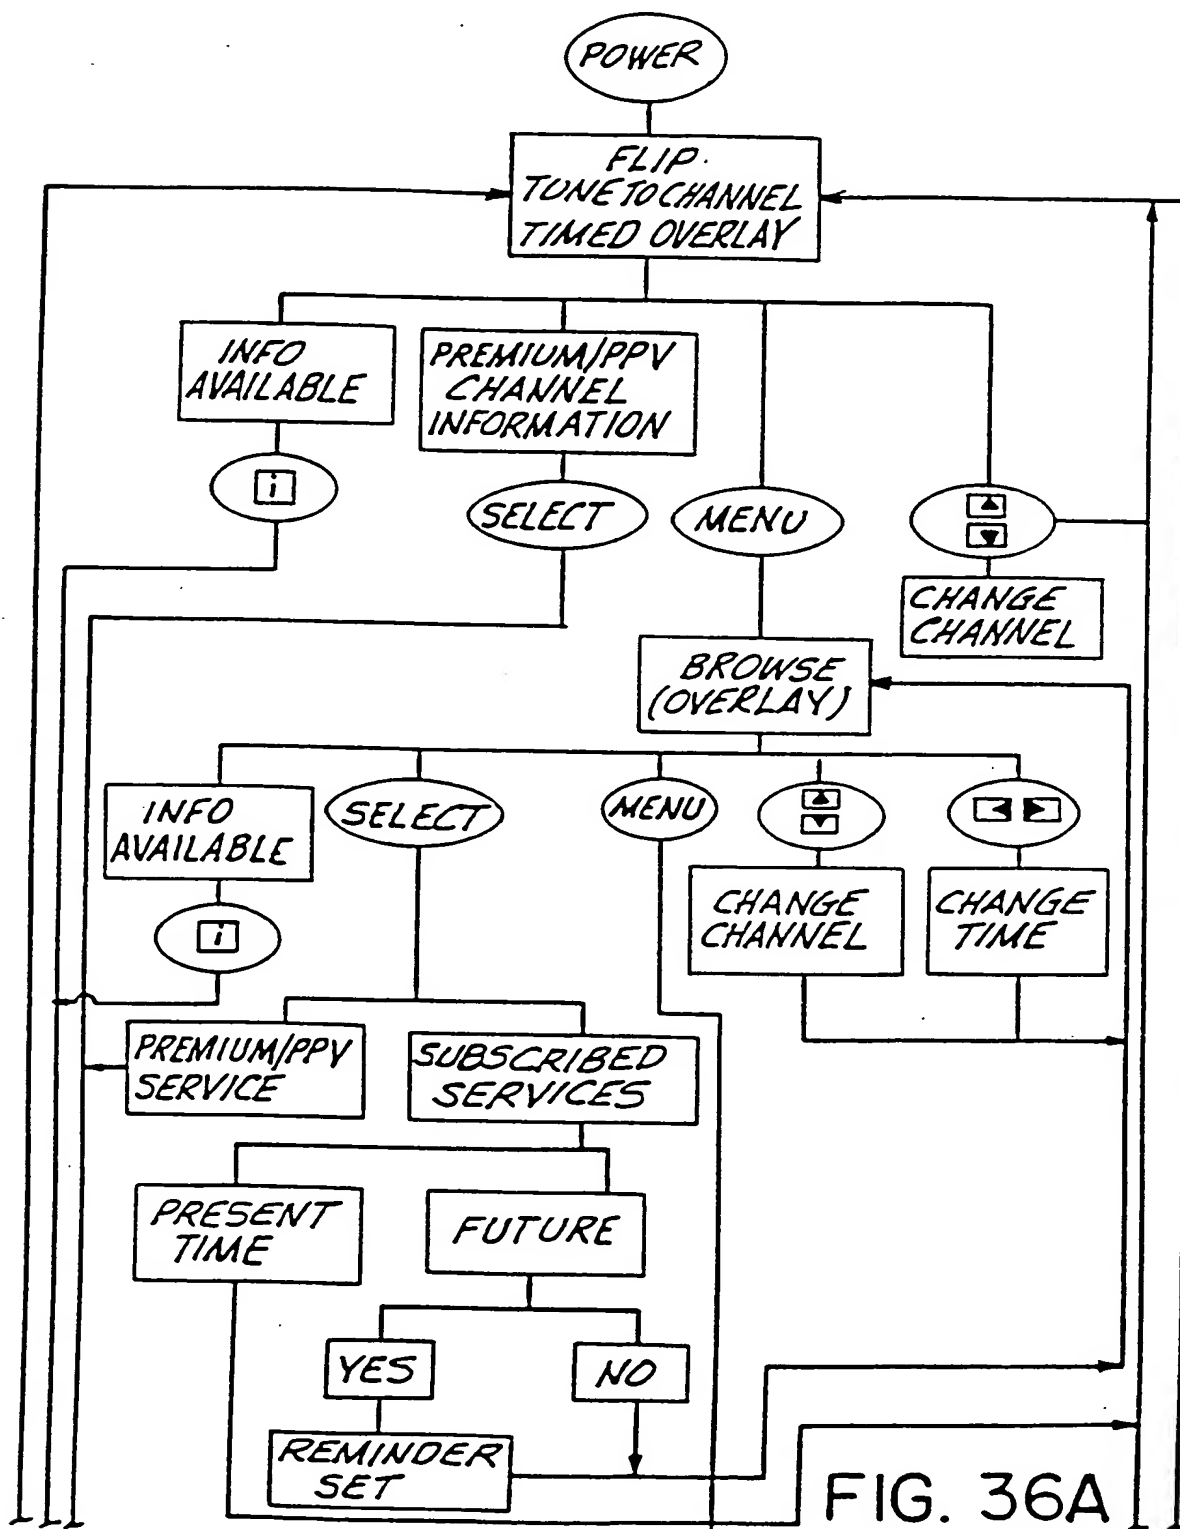 POWER
FLIP.
TUNE TO CHANNEL
TIMED OVERLAY
INFO
AVAILABLE
PREMIUM/PPV
CHANNEL
INFORMATION
i
SELECT
MENU
CHANGE
CHANNEL
BROWSE
(OVERLAY)
INFO
AVAILABLE
SELECT
MENU
i
CHANGE
CHANNEL
CHANGE
TIME
PREMIUM/PPV
SERVICE
SUBSCRIBED
SERVICES
PRESENT
TIME
FUTURE
YES
NO
REMINDER
SET
FIG. 36A